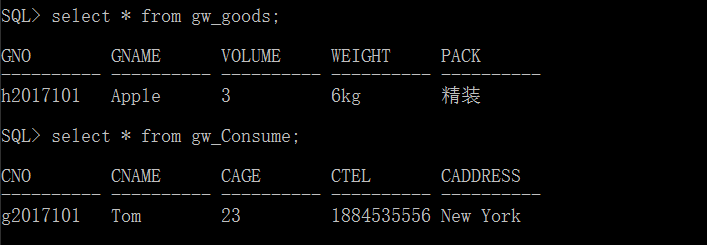 SQL> select * from gw_goods;
GNO GNAME VOLUME WEIGHT PACK
---------- ---------- ---------- ---------- ----------
h2017101 Apple 3 6kg 精装
SQL> select * from gw_Consume;
CNO CNAME CAGE CTEL CADDRESS
---------- ---------- ---------- ---------- ----------
g2017101 Tom 23 1884535556 New York